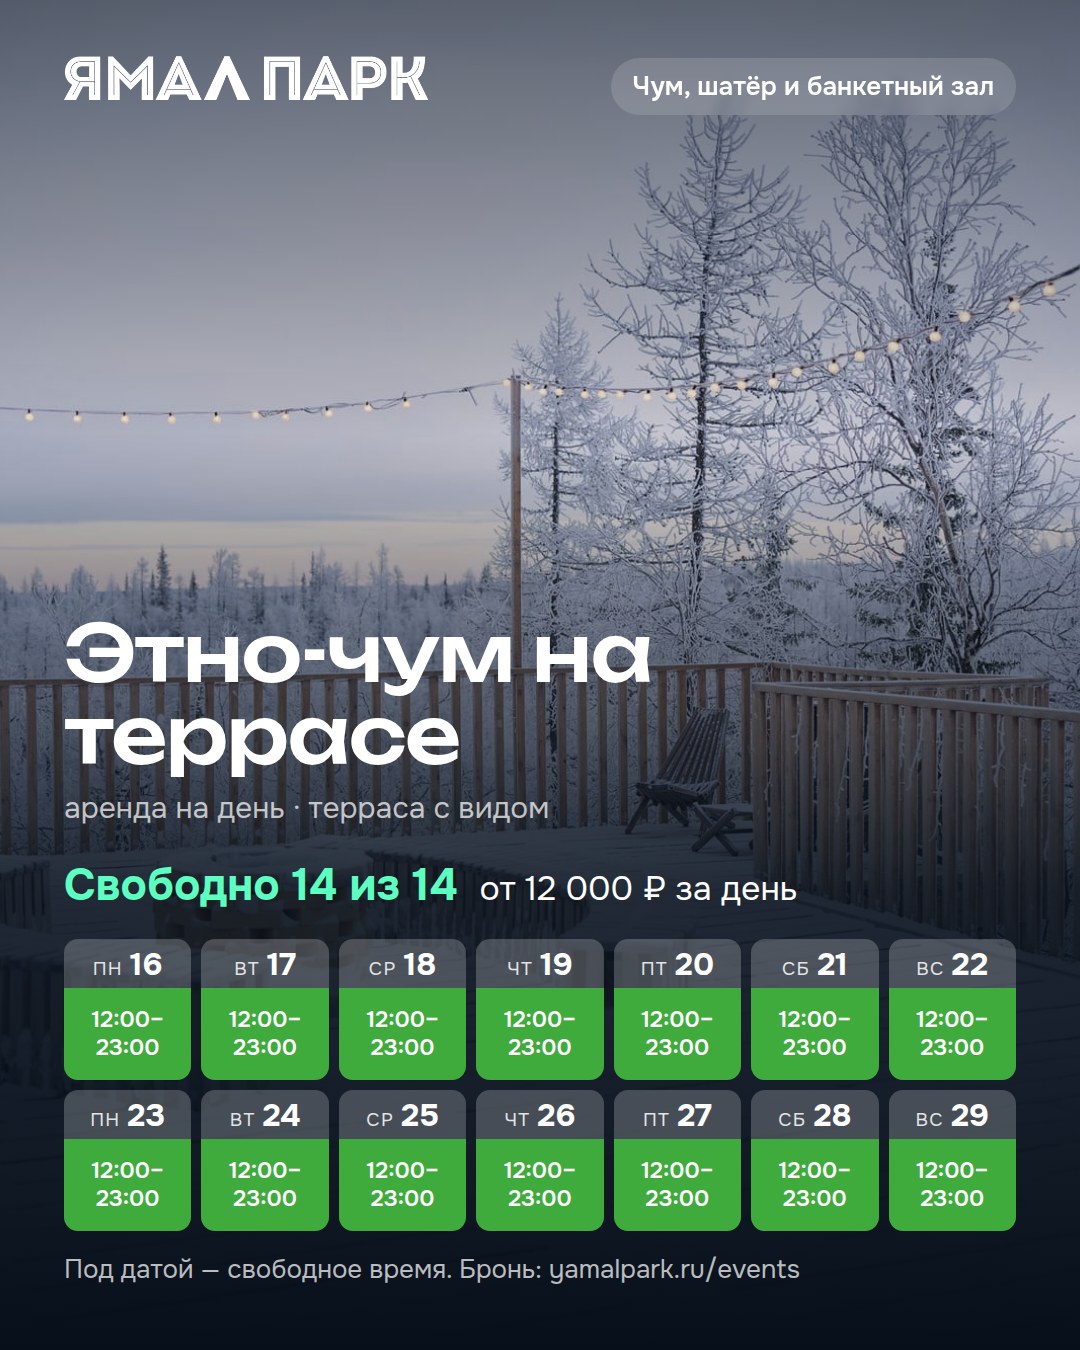 ЯМАЛ ПАРК
Чум, шатёр и банкетный зал
Этно-чум на
террасе
аренда на день · терраса с видом
Свободно 14 из 14 от 12 000 ₽ за день
ПН 16 ВТ 17 СР 18 ЧТ 19 ПТ 20 СБ 21 ВС 22
12:00– 12:00– 12:00– 12:00– 12:00– 12:00– 12:00–
23:00 23:00 23:00 23:00 23:00 23:00 23:00
ПН 23 ВТ 24 СР 25 ЧТ 26 ПТ 27 СБ 28 ВС 29
12:00– 12:00– 12:00– 12:00– 12:00– 12:00– 12:00–
23:00 23:00 23:00 23:00 23:00 23:00 23:00
Под датой — свободное время. Бронь: yamalpark.ru/events